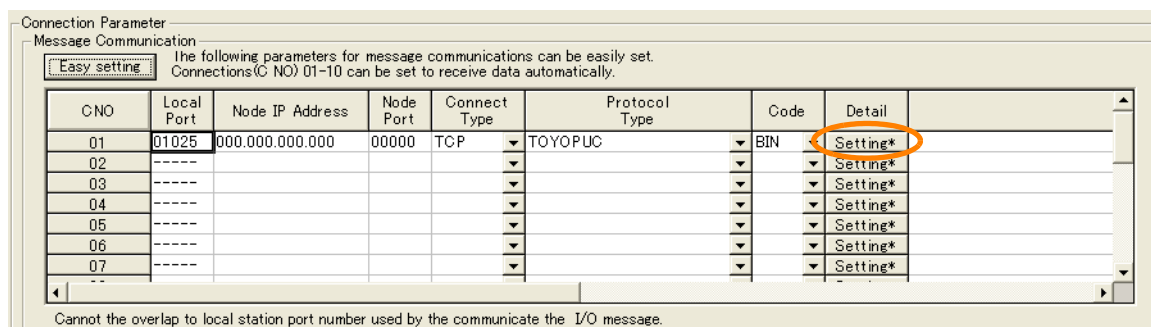 Connection Parameter
Message Communication
Easy setting
The following parameters for message communications can be easily set.
Connections(C NO) 01-10 can be set to receive data automatically.
CNO Local Port Node IP Address Node Port Connect Type Protocol Type Code Detail
01 01025 000.000.000.000 00000 TCP TOYOPUC BIN Setting*
02 ----- Setting*
03 ----- Setting*
04 ----- Setting*
05 ----- Setting*
06 ----- Setting*
07 ----- Setting*
Cannot the overlap to local station port number used by the communicate the I/O message.